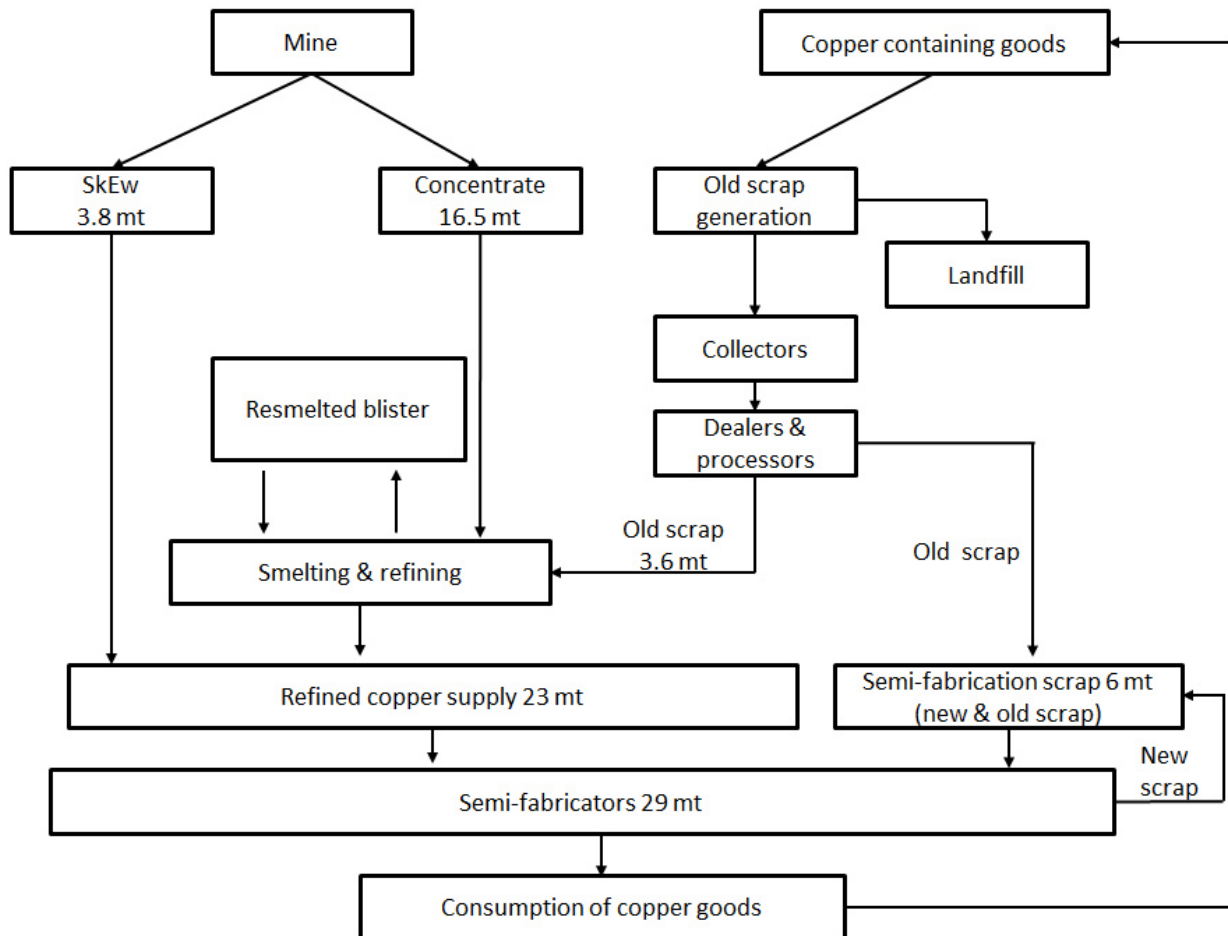 Mine
Copper containing goods
SkEw
3.8 mt
Concentrate
16.5 mt
Old scrap
generation
Landfill
Collectors
Resmelted blister
Dealers &
processors
Old scrap
3.6 mt
Old scrap
Smelting & refining
Refined copper supply 23 mt
Semi-fabrication scrap 6 mt
(new & old scrap)
New
scrap
Semi-fabricators 29 mt
Consumption of copper goods